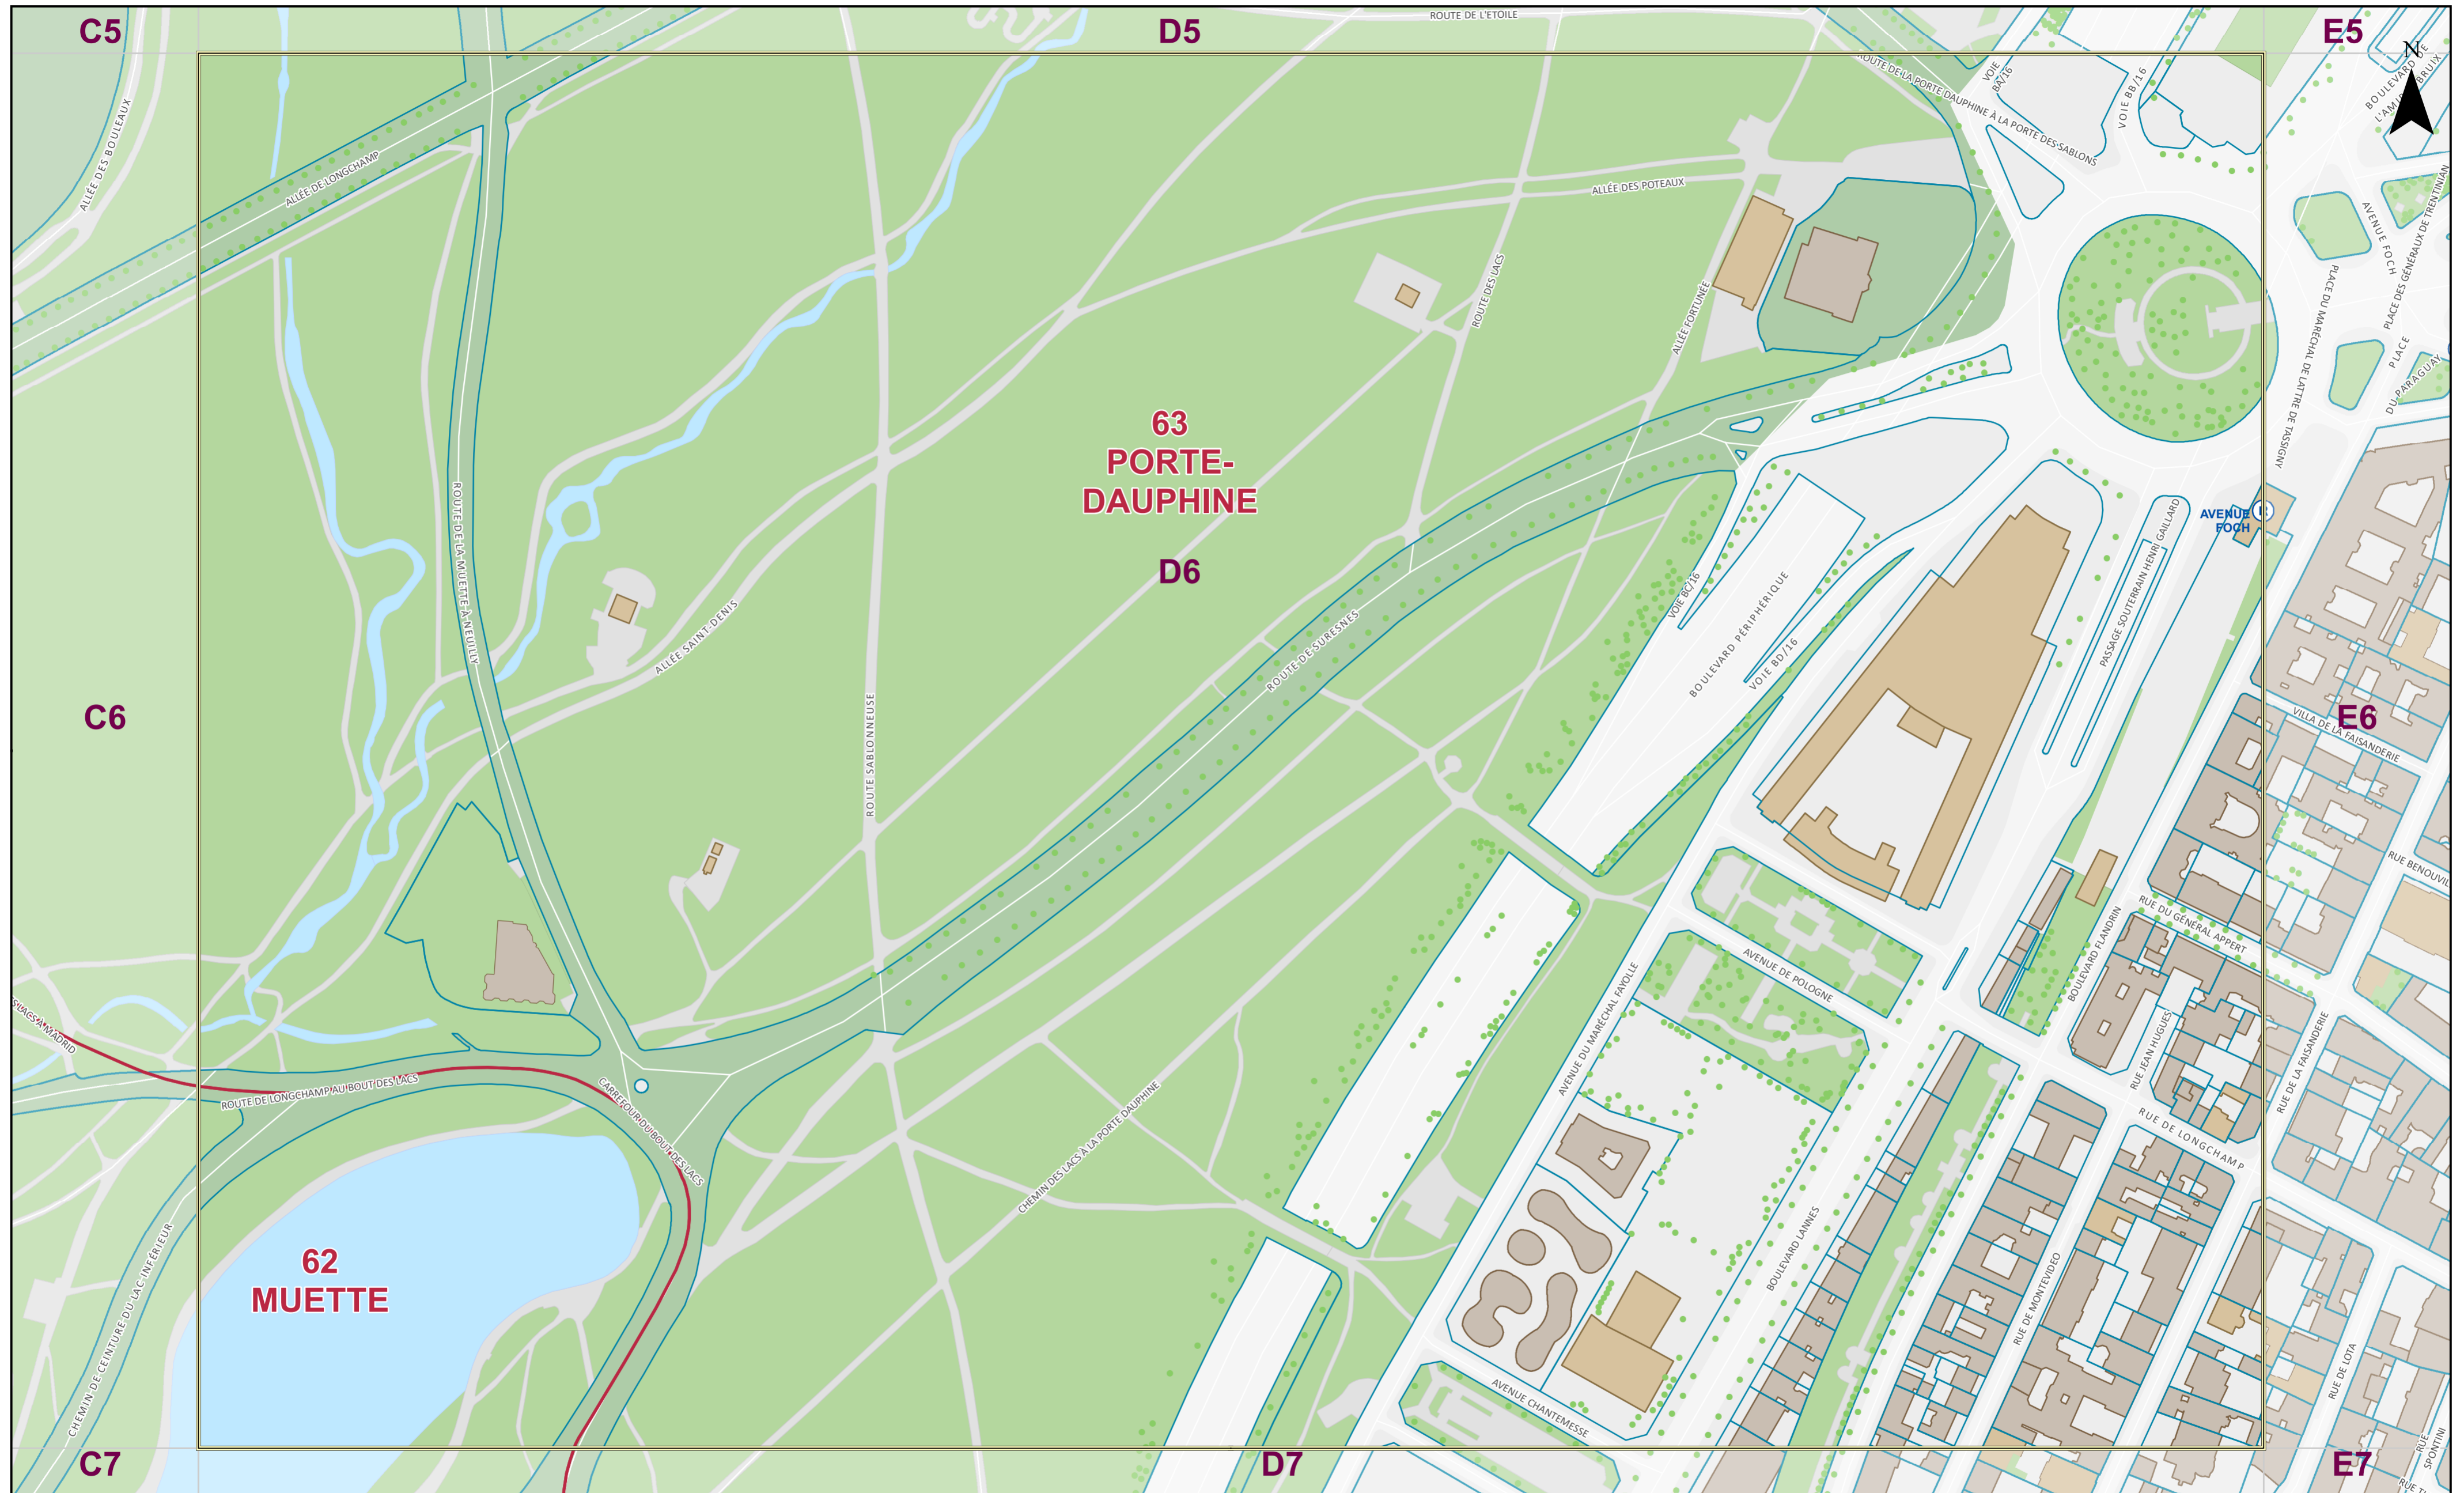 C5
D5
E5
ROUTE DE L'ETOILE
N
ALLÉE DES BOULEAUX
ALLÉE DE LONGCHAMP
ROUTE DE LA PORTE DAUPHINE À LA PORTE DES SABLONS
VOIE
BA/16
VOIE BB/16
BOULEVARD DE
L'AMIRAL BRUIX
ALLÉE DES POTEAUX
AVENUE FOCH
PLACE DES GÉNÉRAUX DE TRENTINIAN
PLACE DU MARÉCHAL DE LATTRE DE TASSIGNY
PLACE
DU PARAGUAY
ROUTE DES LACS
ALLÉE FORTUNÉE
63
PORTE-
DAUPHINE
D6
ROUTE DE LA MUETTE À NEUILLY
ALLÉE SAINT-DENIS
ROUTE SABLONNEUSE
ROUTE DE SURESNES
VOIE BC/16
BOULEVARD PÉRIPHÉRIQUE
VOIE BD/16
PASSAGE SOUTERRAIN HENRI GAILLARD
AVENUE
FOCH
C6
E6
VILLA DE LA FAISANDERIE
RUE BENOUVIL
RUE DU GÉNÉRAL APPERT
BOULEVARD FLANDRIN
AVENUE DE POLOGNE
AVENUE DU MARÉCHAL FAYOLLE
RUE JEAN HUGUES
RUE DE LA FAISANDERIE
RUE DE LONGCHAMP
S LACS À MADRID
ROUTE DE LONGCHAMP AU BOUT DES LACS
CARREFOUR DU BOUT DES LACS
CHEMIN DES LACS À LA PORTE DAUPHINE
CHEMIN DE CEINTURE DU LAC INFÉRIEUR
62
MUETTE
BOULEVARD LANNES
RUE DE MONTEVIDEO
AVENUE CHANTEMESSE
RUE DE LOTA
RUE
SPONTINI
C7
D7
E7